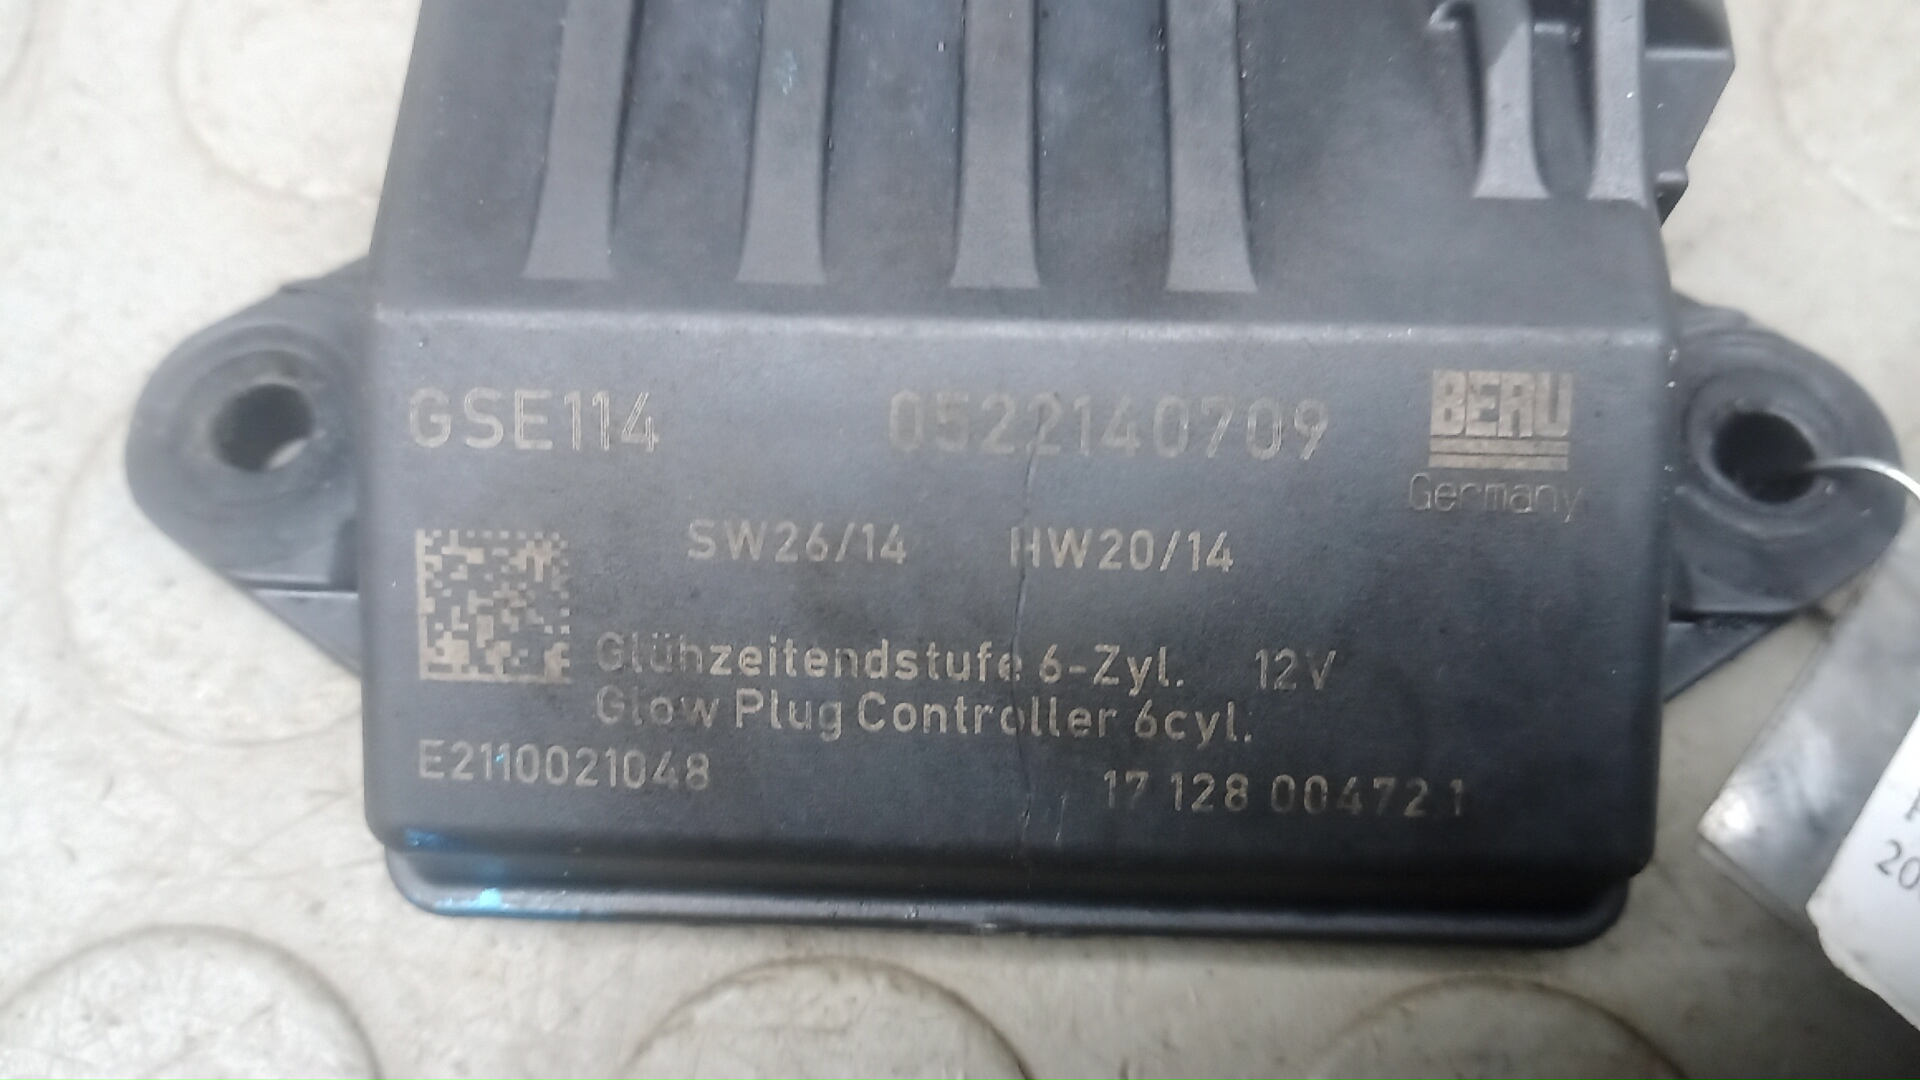 GSE114 0522140709 BERU
Germany
SW26/14 HW20/14
Glühzeitendstufe 6-Zyl. 12V
Glow Plug Controller 6cyl.
E2110021048 17 128 00472 1